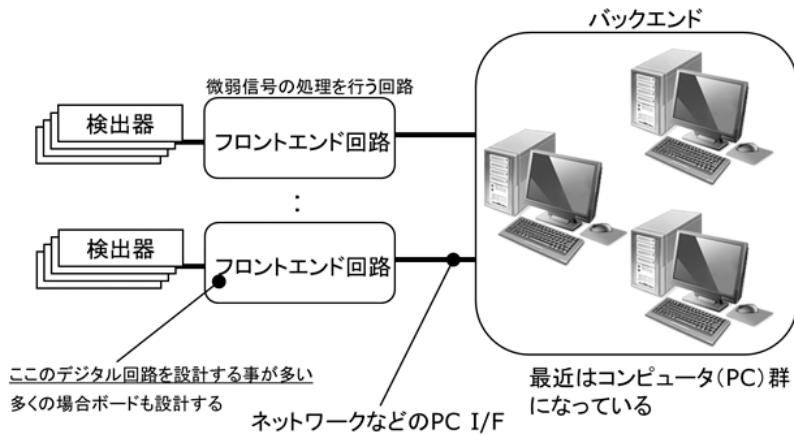 バックエンド
微弱信号の処理を行う回路
検出器
フロントエンド回路
：
検出器
フロントエンド回路
ここのデジタル回路を設計する事が多い
多くの場合ボードも設計する
ネットワークなどのPC I/F
最近はコンピュータ（PC）群
になっている